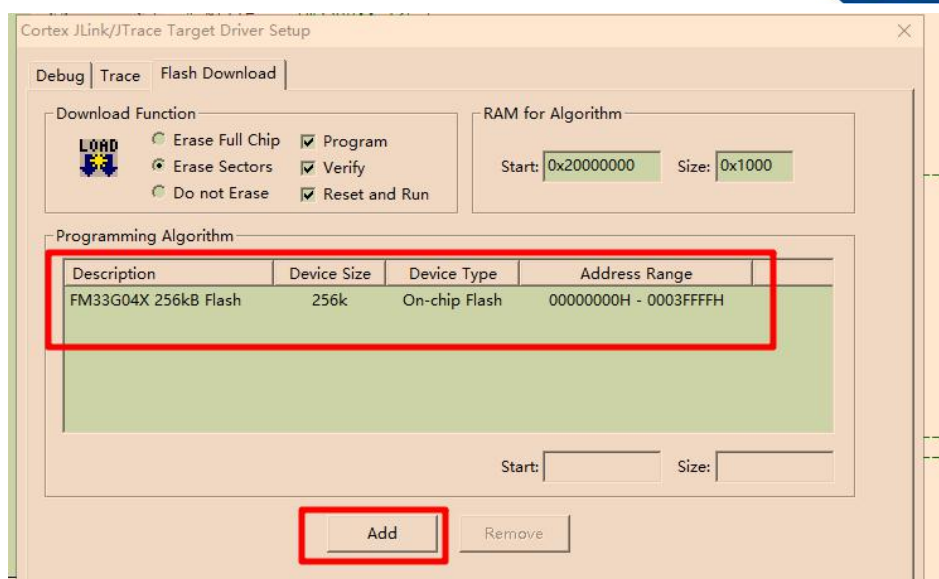 Cortex JLink/JTrace Target Driver Setup
Debug Trace Flash Download
Download Function
LOAD
Erase Full Chip Program
Erase Sectors Verify
Do not Erase Reset and Run
RAM for Algorithm
Start: 0x20000000 Size: 0x1000
Programming Algorithm
Description Device Size Device Type Address Range
FM33G04X 256kB Flash 256k On-chip Flash 00000000H - 0003FFFFH
Start: Size:
Add Remove